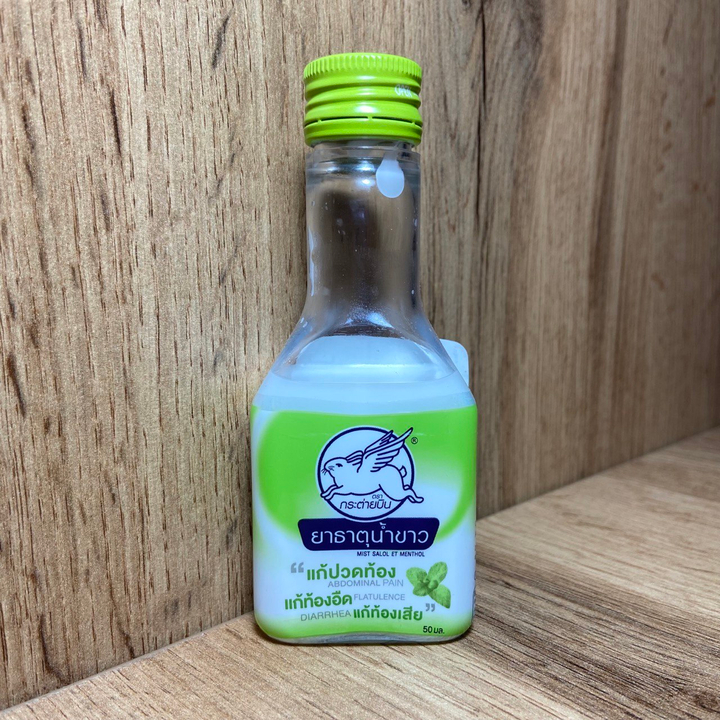 OPEN
®
ตรา
กระต่ายบิน
ยาธาตุน้ำขาว
MIST SALOL ET MENTHOL
“แก้ปวดท้อง
ABDOMINAL PAIN
แก้ท้องอืด FLATULENCE
DIARRHEA แก้ท้องเสีย”
50 มล.